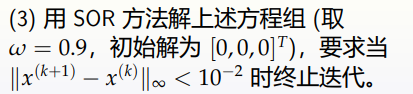 (3) 用 SOR 方法解上述方程组 (取
ω = 0.9，初始解为 [0,0,0]ᵀ)，要求当
‖x⁽ᵏ⁺¹⁾ − x⁽ᵏ⁾‖∞ < 10⁻² 时终止迭代。